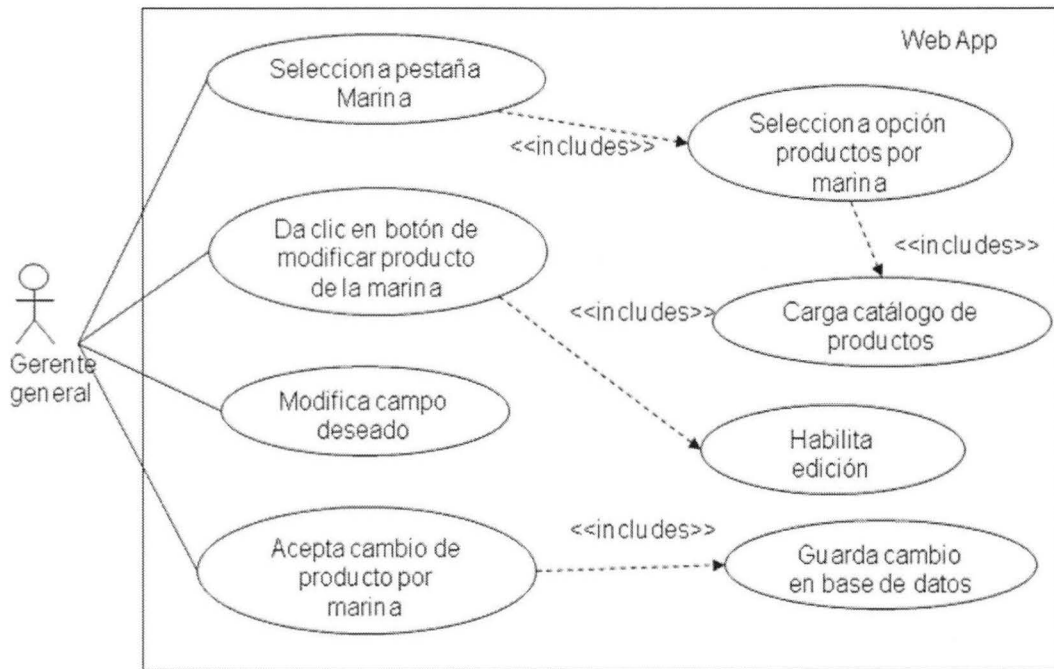 Web App
Selecciona pestaña
Marina
<<includes>>
Selecciona opción
productos por
marina
Da clic en botón de
modificar producto
de la marina
<<includes>>
<<includes>>
Carga catálogo de
productos
Gerente
general
Modifica campo
deseado
Habilita
edición
<<includes>>
Acepta cambio de
producto por
marina
Guarda cambio
en base de datos